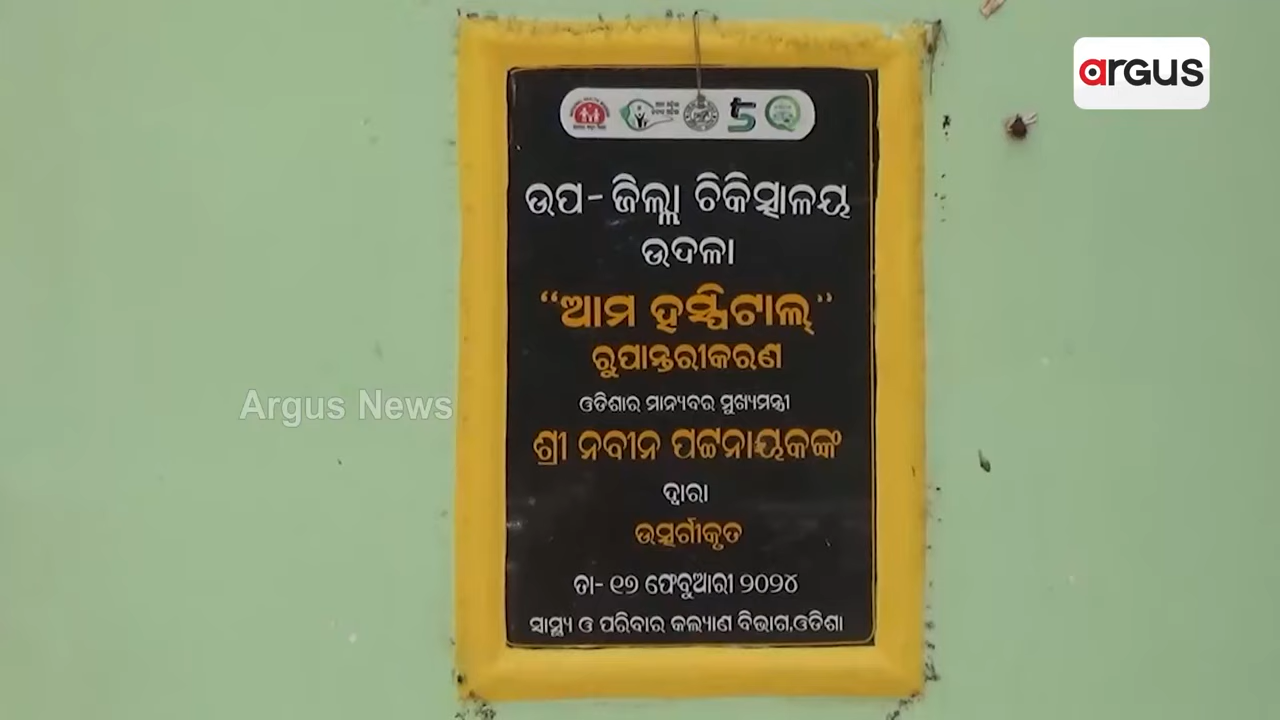 argus
ଉପ-ଜିଲ୍ଲା ଚିକିତ୍ସାଳୟ
ଉଦଳା
“ଆମ ହସ୍ପିଟାଲ୍”
ରୁପାନ୍ତରୀକରଣ
ଓଡିଶାର ମାନ୍ୟବର ମୁଖ୍ୟମନ୍ତ୍ରୀ
ଶ୍ରୀ ନବୀନ ପଟ୍ଟନାୟକଙ୍କ
ଦ୍ୱାରା
ଉତ୍ସର୍ଗୀକୃତ
ତା- ୧୭ ଫେବୃଆରୀ ୨୦୨୪
ସ୍ୱାସ୍ଥ୍ୟ ଓ ପରିବାର କଲ୍ୟାଣ ବିଭାଗ,ଓଡିଶା
Argus News